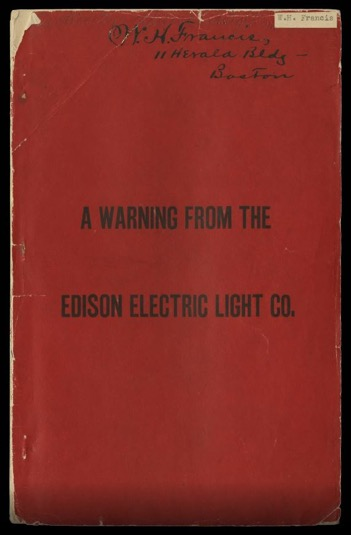 W.H. Francis
W. H. Francis,
11 Herald Bldg —
Boston
A WARNING FROM THE
EDISON ELECTRIC LIGHT CO.